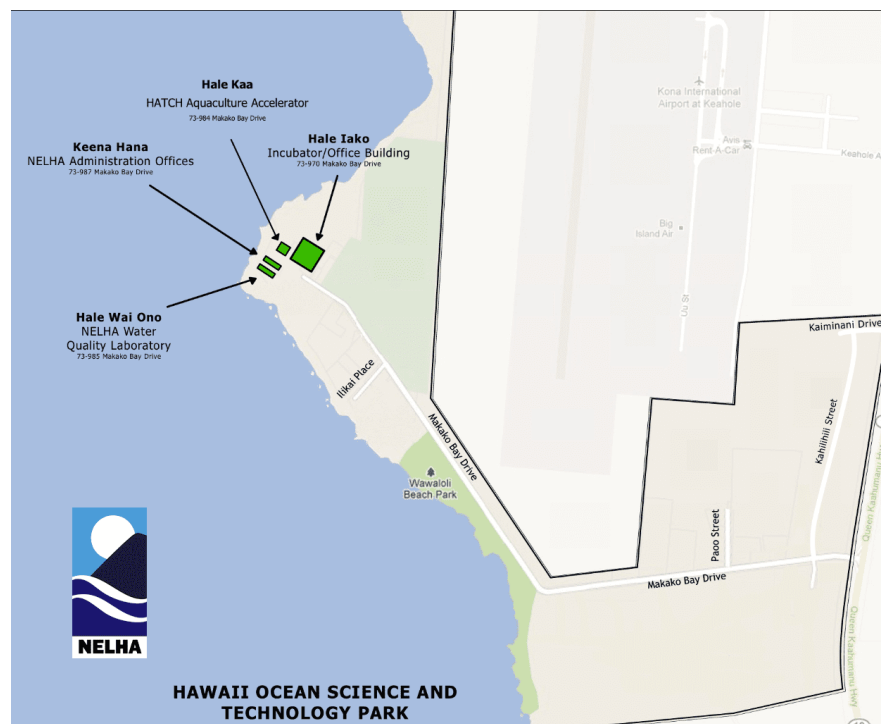 Hale Kaa
HATCH Aquaculture Accelerator
73-984 Makako Bay Drive
Hale Iako
Incubator/Office Building
73-970 Makako Bay Drive
Keena Hana
NELHA Administration Offices
73-987 Makako Bay Drive
Hale Wai Ono
NELHA Water
Quality Laboratory
73-985 Makako Bay Drive
Kona International
Airport at Keahole
Avis
Rent-A-Car
Keahole A
Big
Island Air
Uu St
Kaiminani Drive
Kahilihili Street
Queen Kaahumanu H
Ilikai Place
Makako Bay Drive
Wawaloli
Beach Park
Paoo Street
Makako Bay Drive
Queen Kaahumanu Hwy
NELHA
HAWAII OCEAN SCIENCE AND
TECHNOLOGY PARK